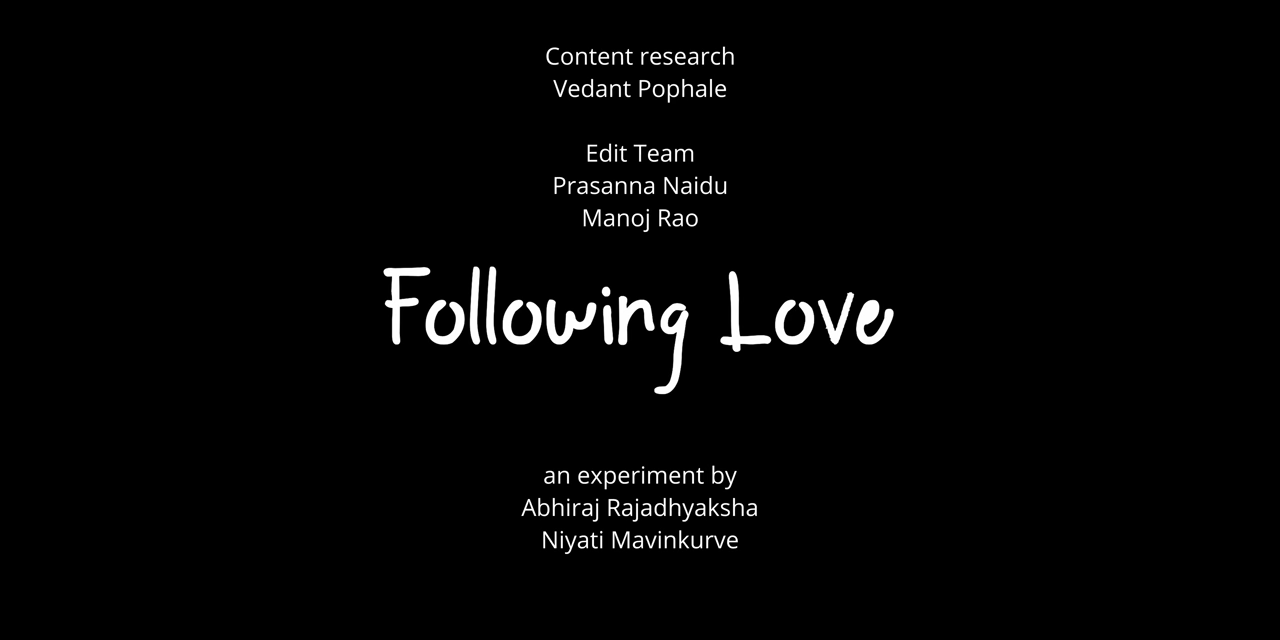 Content research
Vedant Pophale
Edit Team
Prasanna Naidu
Manoj Rao
Following Love
an experiment by
Abhiraj Rajadhyaksha
Niyati Mavinkurve